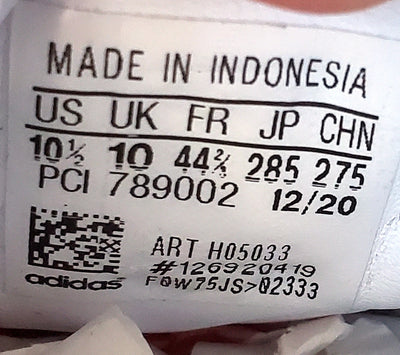 MADE IN INDONESIA
US UK FR JP CHN
10½ 10 44⅔ 285 275
PCI 789002 12/20
ART H05033
#126920419
F0W75JS>02333
adidas